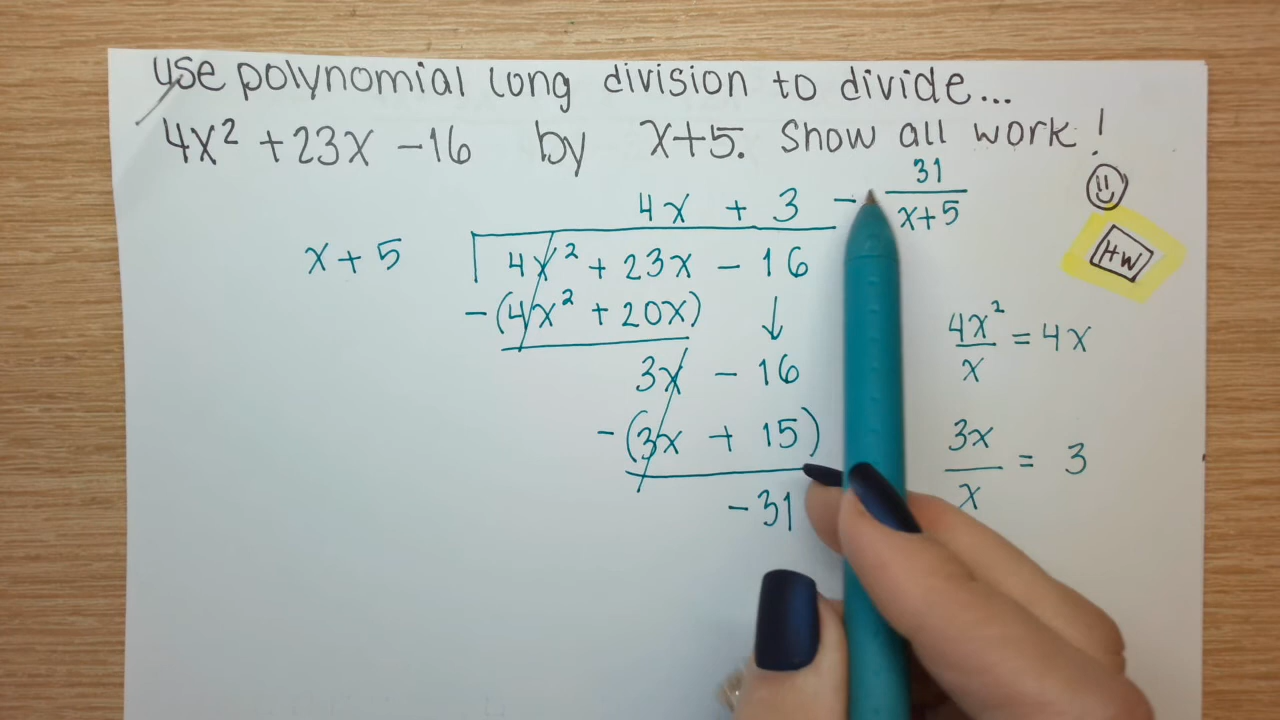 use polynomial long division to divide...
4x² + 23x - 16 by x+5. Show all work!
31
4x + 3 - x+5
x + 5 4x² + 23x - 16
HW
-(4x² + 20x) ↓ 4x²/x = 4x
3x - 16
-(3x + 15) 3x/x = 3
-31